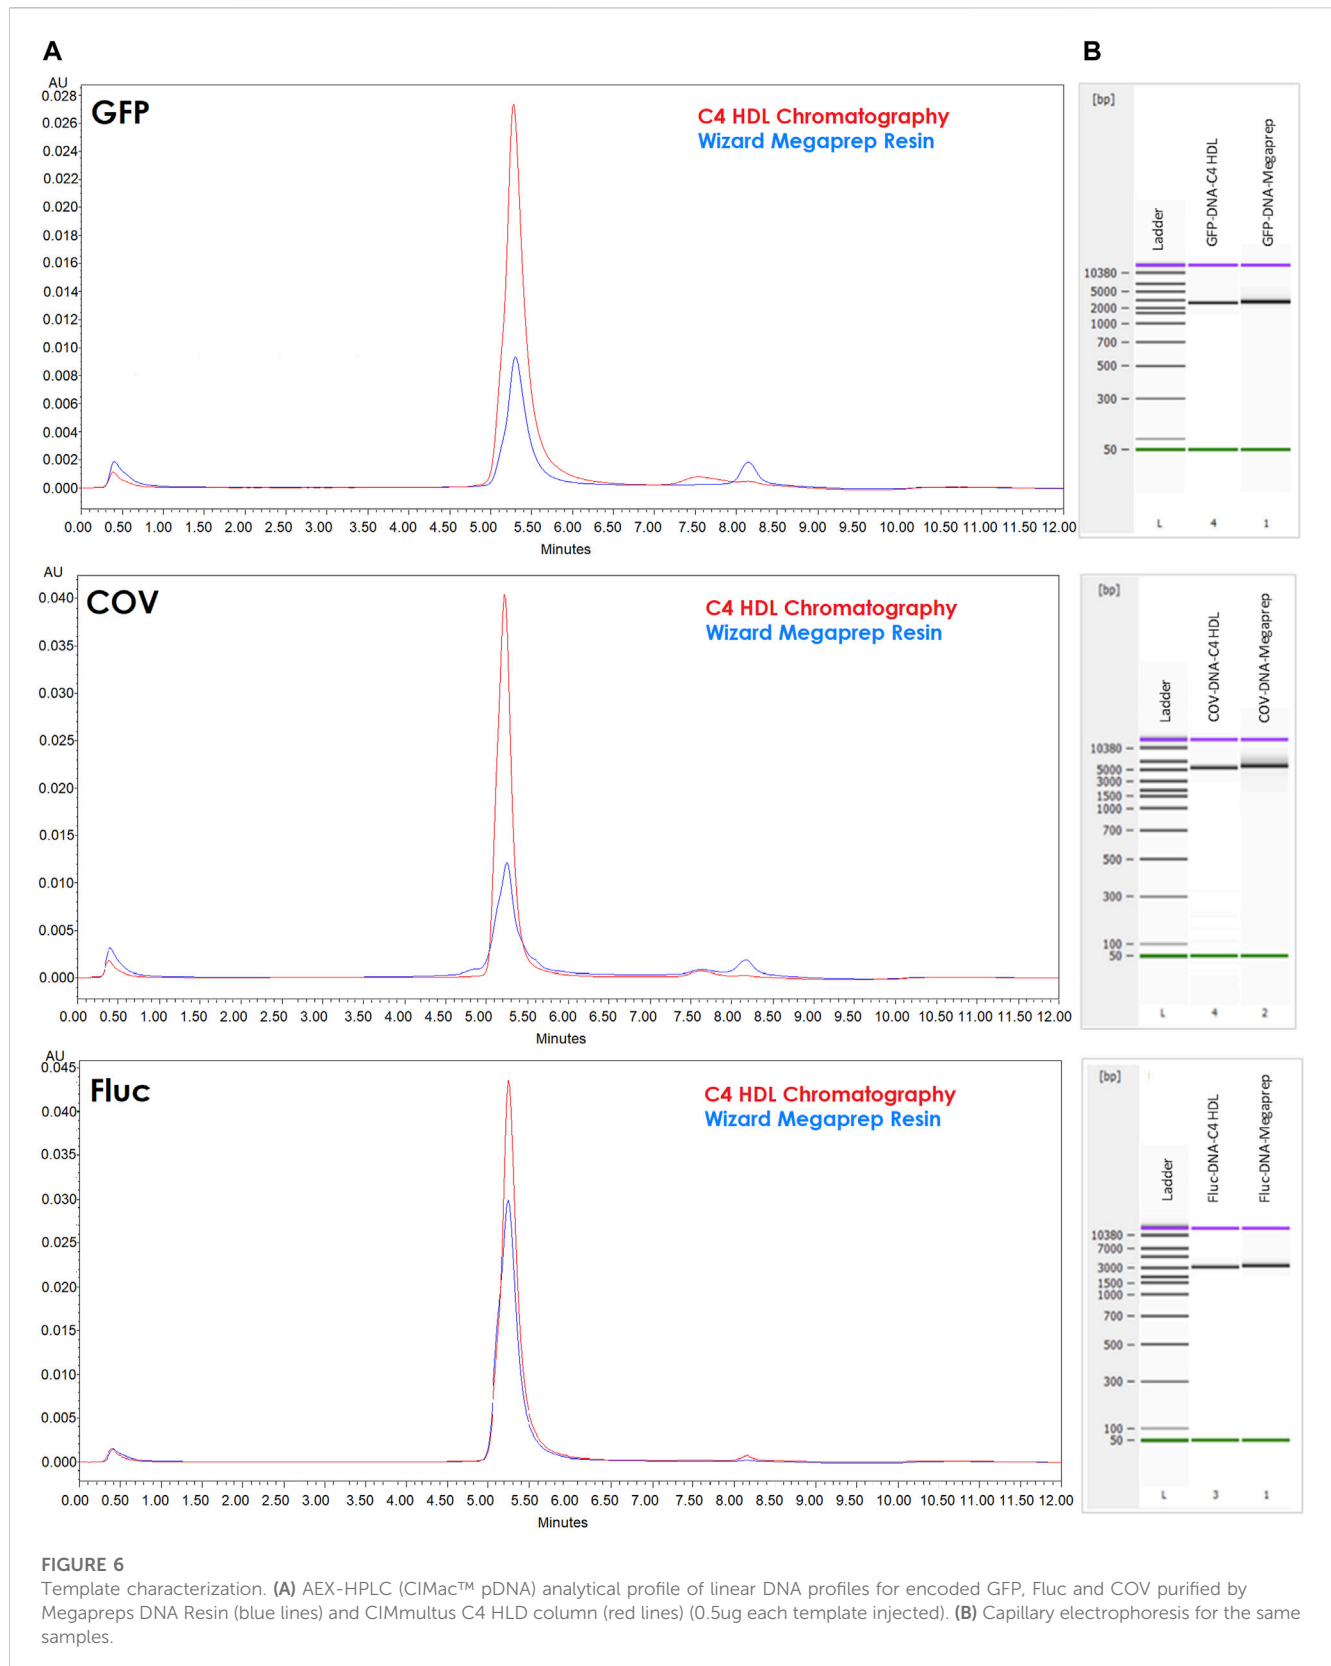 A
AU
0.028
0.026
0.024
0.022
0.020
0.018
0.016
0.014
0.012
0.010
0.008
0.006
0.004
0.002
0.000
GFP
C4 HDL Chromatography
Wizard Megaprep Resin
0.00 0.50 1.00 1.50 2.00 2.50 3.00 3.50 4.00 4.50 5.00 5.50 6.00 6.50 7.00 7.50 8.00 8.50 9.00 9.50 10.00 10.50 11.00 11.50 12.00
Minutes
B
[bp]
Ladder
GFP-DNA-C4 HDL
GFP-DNA-Megaprep
10380
5000
2000
1000
700
500
300
50
L 4 1
AU
0.040
0.035
0.030
0.025
0.020
0.015
0.010
0.005
0.000
COV
C4 HDL Chromatography
Wizard Megaprep Resin
0.00 0.50 1.00 1.50 2.00 2.50 3.00 3.50 4.00 4.50 5.00 5.50 6.00 6.50 7.00 7.50 8.00 8.50 9.00 9.50 10.00 10.50 11.00 11.50 12.00
Minutes
[bp]
Ladder
COV-DNA-C4 HDL
COV-DNA-Megaprep
10380
5000
3000
1500
1000
700
500
300
100
50
L 4 2
AU
0.045
0.040
0.035
0.030
0.025
0.020
0.015
0.010
0.005
0.000
Fluc
C4 HDL Chromatography
Wizard Megaprep Resin
0.00 0.50 1.00 1.50 2.00 2.50 3.00 3.50 4.00 4.50 5.00 5.50 6.00 6.50 7.00 7.50 8.00 8.50 9.00 9.50 10.00 10.50 11.00 11.50 12.00
Minutes
[bp]
Ladder
Fluc-DNA-C4 HDL
Fluc-DNA-Megaprep
10380
7000
3000
1500
1000
700
500
300
100
50
L 3 1
FIGURE 6
Template characterization. (A) AEX-HPLC (CIMac™ pDNA) analytical profile of linear DNA profiles for encoded GFP, Fluc and COV purified by
Megapreps DNA Resin (blue lines) and CIMmultus C4 HLD column (red lines) (0.5ug each template injected). (B) Capillary electrophoresis for the same
samples.